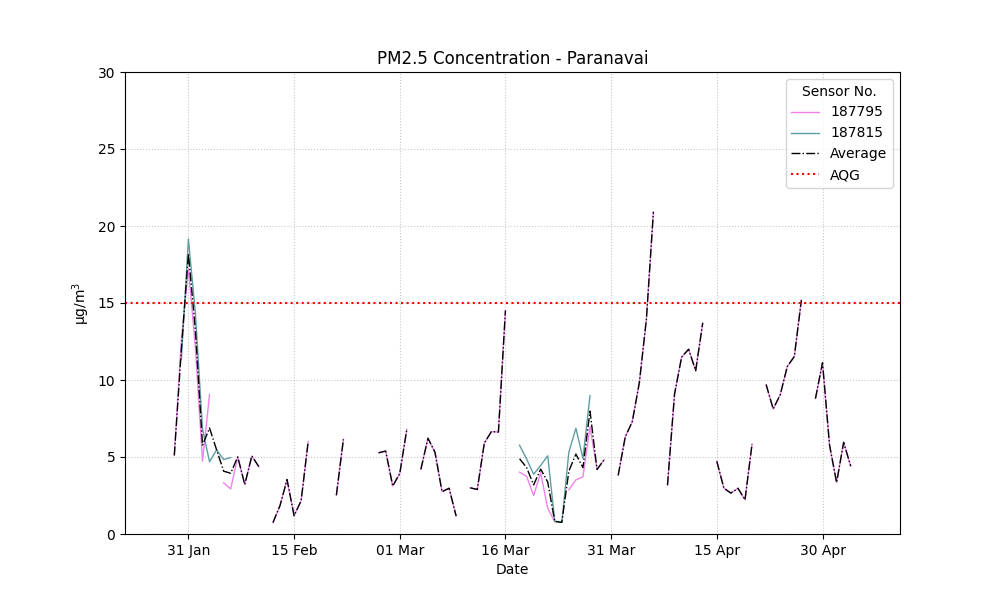 PM2.5 Concentration - Paranavai
30
25
20
15
10
5
0
µg/m³
31 Jan
15 Feb
01 Mar
16 Mar
31 Mar
15 Apr
30 Apr
Date
Sensor No.
187795
187815
Average
AQG